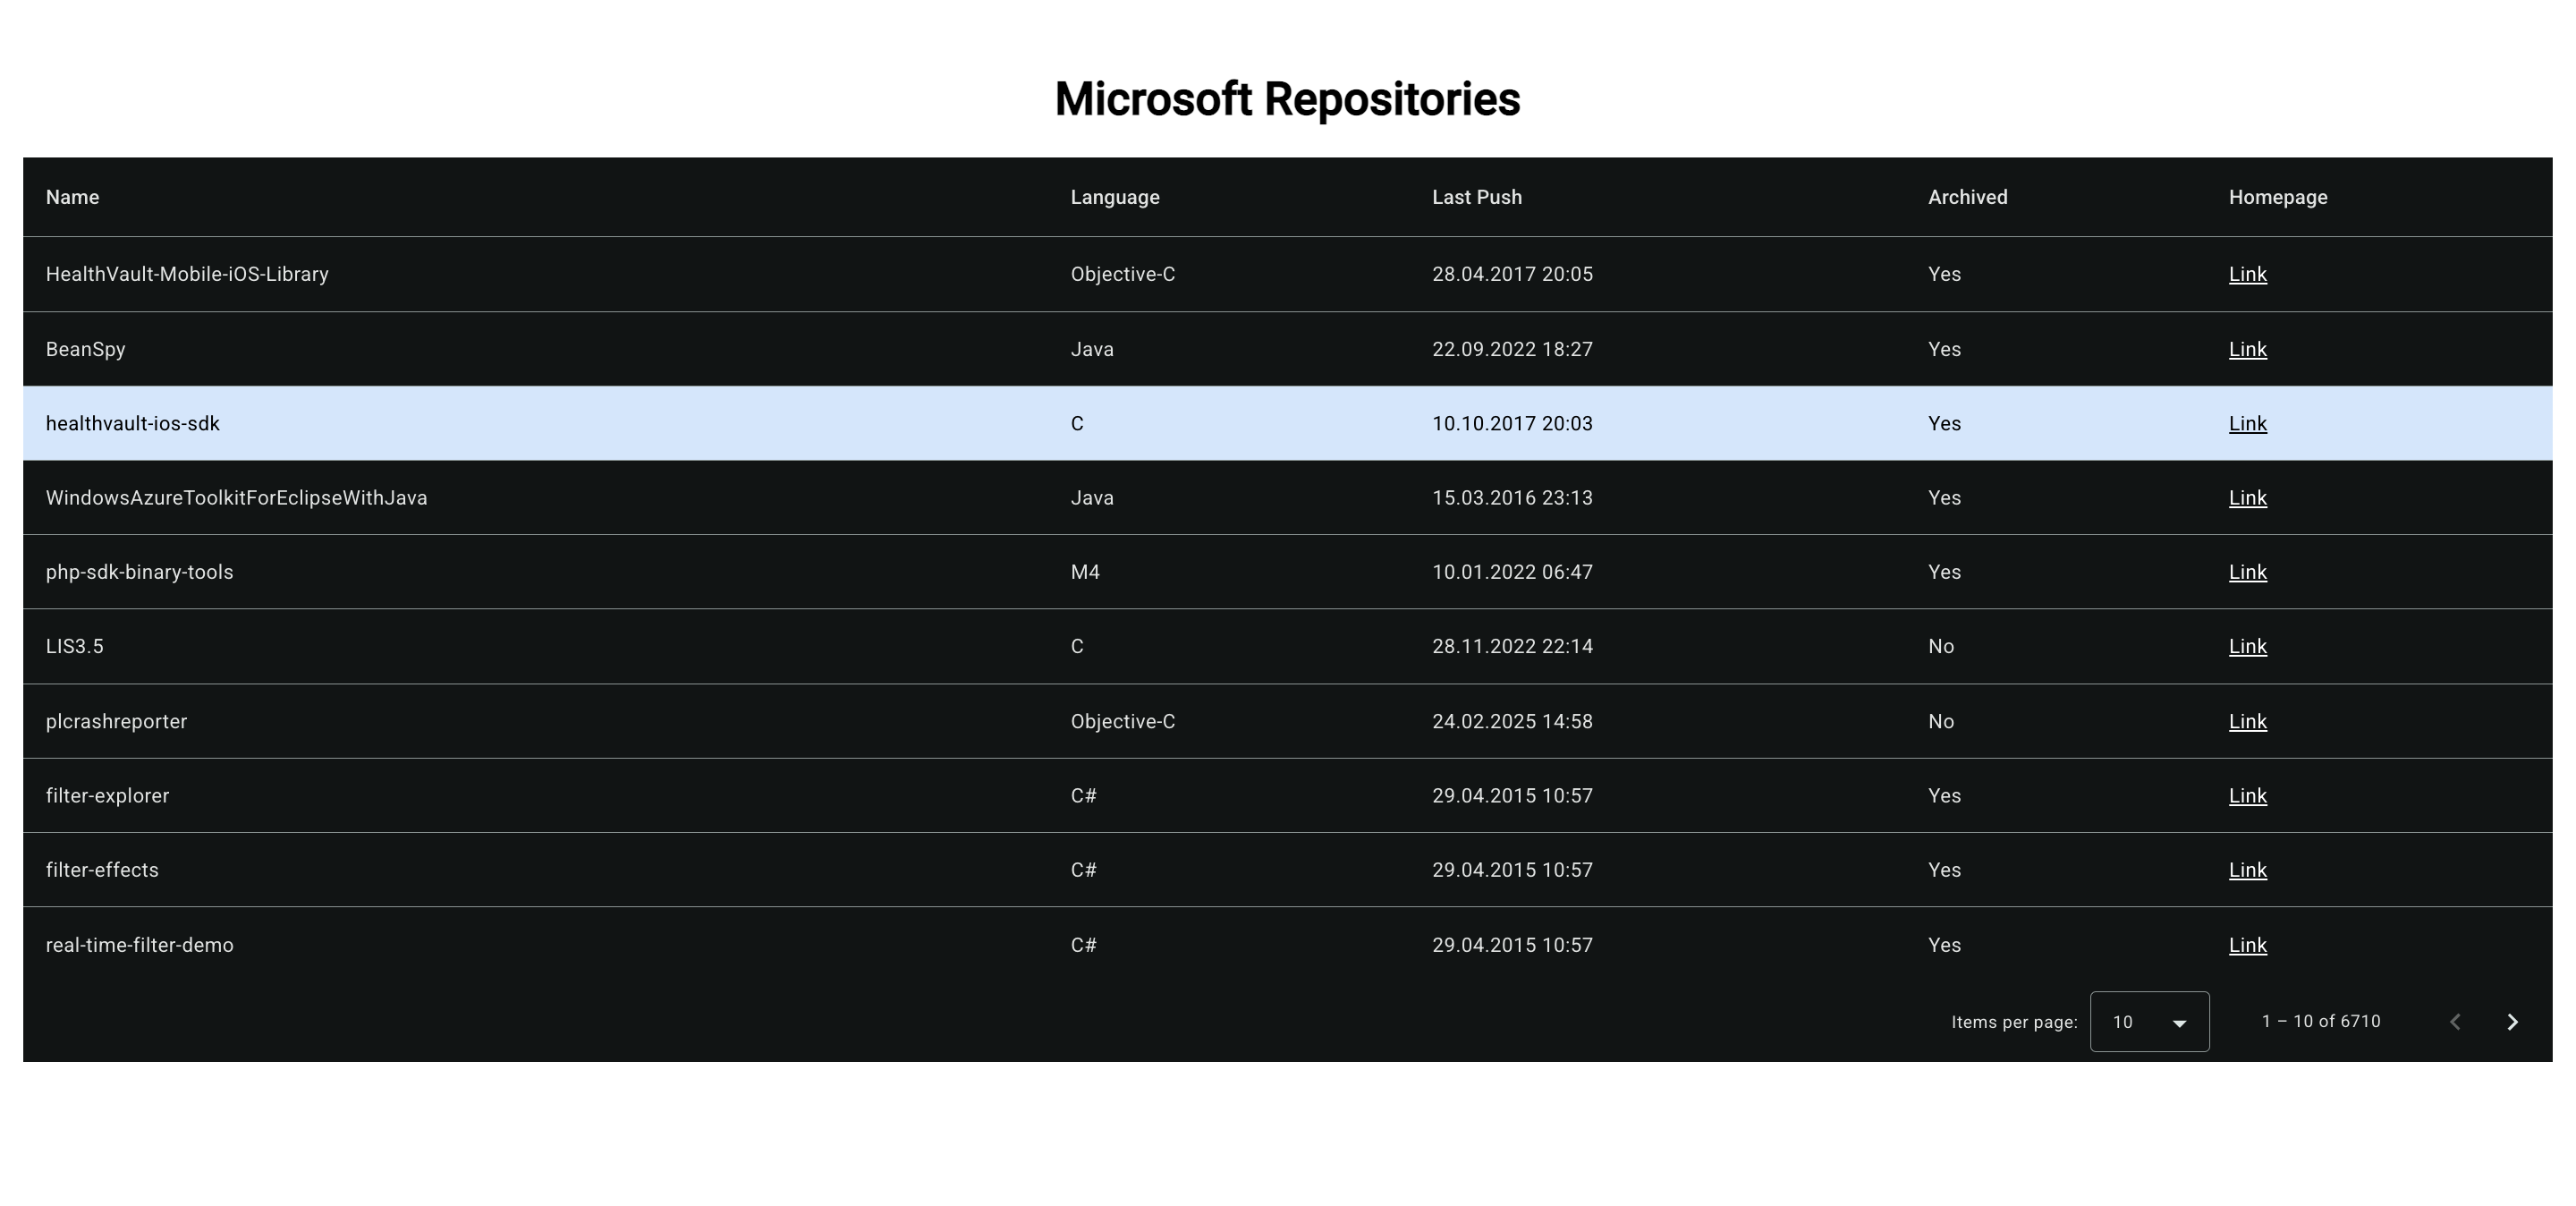 Microsoft Repositories
Name Language Last Push Archived Homepage
HealthVault-Mobile-iOS-Library Objective-C 28.04.2017 20:05 Yes Link
BeanSpy Java 22.09.2022 18:27 Yes Link
healthvault-ios-sdk C 10.10.2017 20:03 Yes Link
WindowsAzureToolkitForEclipseWithJava Java 15.03.2016 23:13 Yes Link
php-sdk-binary-tools M4 10.01.2022 06:47 Yes Link
LIS3.5 C 28.11.2022 22:14 No Link
plcrashreporter Objective-C 24.02.2025 14:58 No Link
filter-explorer C# 29.04.2015 10:57 Yes Link
filter-effects C# 29.04.2015 10:57 Yes Link
real-time-filter-demo C# 29.04.2015 10:57 Yes Link
Items per page: 10 1 – 10 of 6710